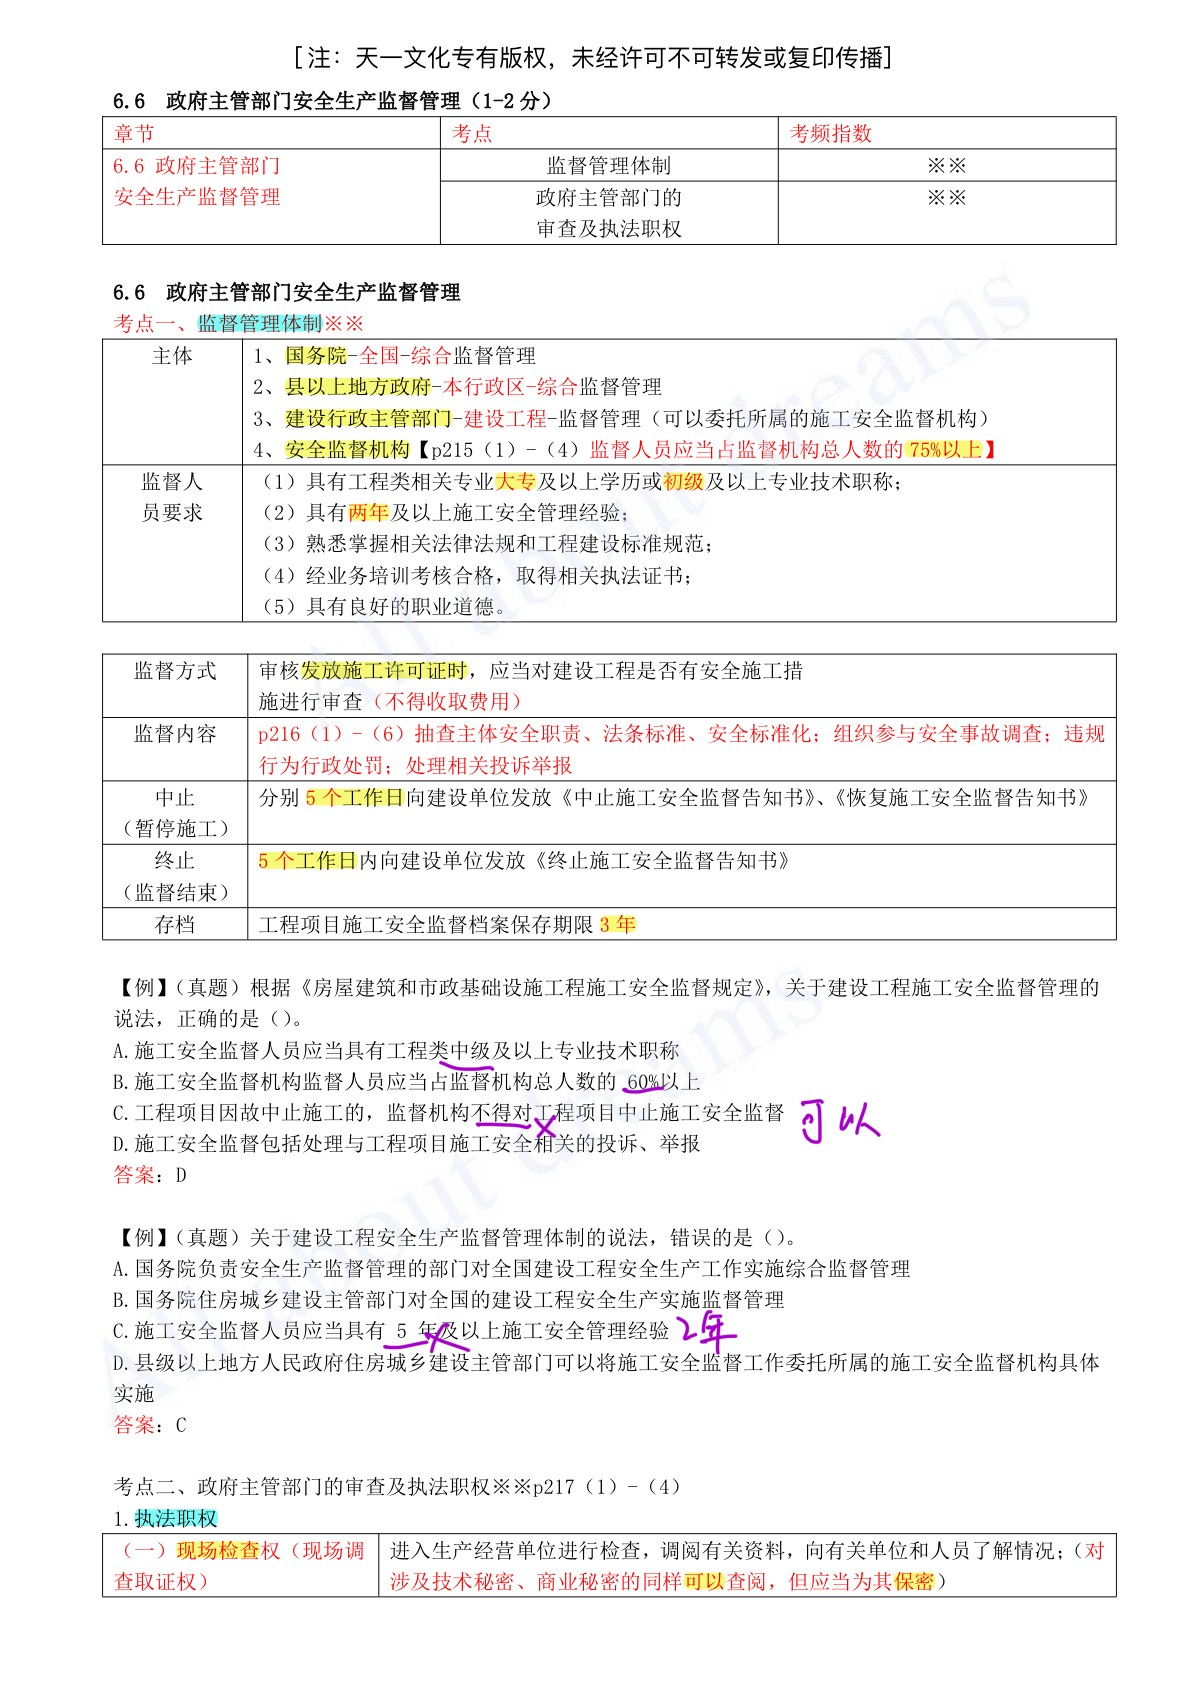 [注：天一文化专有版权，未经许可不可转发或复印传播]
6.6 政府主管部门安全生产监督管理（1-2 分）
章节 考点 考频指数
6.6 政府主管部门 监督管理体制 ※※
安全生产监督管理 政府主管部门的 ※※
审查及执法职权
6.6 政府主管部门安全生产监督管理
考点一、监督管理体制※※
主体 1、国务院-全国-综合监督管理
2、县以上地方政府-本行政区-综合监督管理
3、建设行政主管部门-建设工程-监督管理（可以委托所属的施工安全监督机构）
4、安全监督机构【p215（1）-（4）监督人员应当占监督机构总人数的 75%以上】
监督人 （1）具有工程类相关专业大专及以上学历或初级及以上专业技术职称；
员要求 （2）具有两年及以上施工安全管理经验；
（3）熟悉掌握相关法律法规和工程建设标准规范；
（4）经业务培训考核合格，取得相关执法证书；
（5）具有良好的职业道德。
监督方式 审核发放施工许可证时，应当对建设工程是否有安全施工措
施进行审查（不得收取费用）
监督内容 p216（1）-（6）抽查主体安全职责、法条标准、安全标准化；组织参与安全事故调查；违规
行为行政处罚；处理相关投诉举报
中止 分别 5 个工作日向建设单位发放《中止施工安全监督告知书》、《恢复施工安全监督告知书》
（暂停施工）
终止 5 个工作日内向建设单位发放《终止施工安全监督告知书》
（监督结束）
存档 工程项目施工安全监督档案保存期限 3 年
【例】（真题）根据《房屋建筑和市政基础设施工程施工安全监督规定》，关于建设工程施工安全监督管理的
说法，正确的是（）。
A.施工安全监督人员应当具有工程类中级及以上专业技术职称
B.施工安全监督机构监督人员应当占监督机构总人数的 60%以上
C.工程项目因故中止施工的，监督机构不得对工程项目中止施工安全监督 可以
D.施工安全监督包括处理与工程项目施工安全相关的投诉、举报
答案：D
【例】（真题）关于建设工程安全生产监督管理体制的说法，错误的是（）。
A.国务院负责安全生产监督管理的部门对全国建设工程安全生产工作实施综合监督管理
B.国务院住房城乡建设主管部门对全国的建设工程安全生产实施监督管理
C.施工安全监督人员应当具有 5 年及以上施工安全管理经验 2年
D.县级以上地方人民政府住房城乡建设主管部门可以将施工安全监督工作委托所属的施工安全监督机构具体
实施
答案：C
考点二、政府主管部门的审查及执法职权※※p217（1）-（4）
1.执法职权
（一）现场检查权（现场调 进入生产经营单位进行检查，调阅有关资料，向有关单位和人员了解情况；（对
查取证权） 涉及技术秘密、商业秘密的同样可以查阅，但应当为其保密）
All about dreams
All about dreams